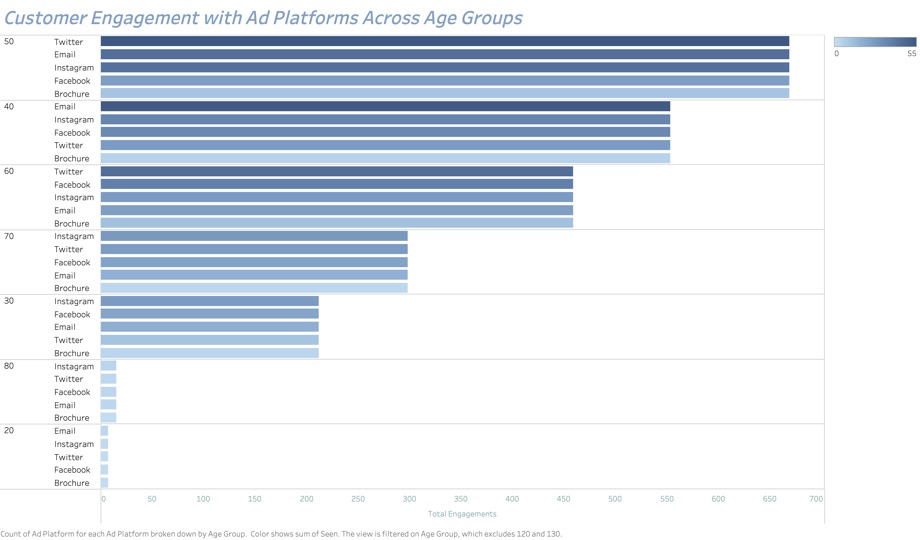 Customer Engagement with Ad Platforms Across Age Groups
0 55
50 Twitter
Email
Instagram
Facebook
Brochure
40 Email
Instagram
Facebook
Twitter
Brochure
60 Twitter
Facebook
Instagram
Email
Brochure
70 Instagram
Twitter
Facebook
Email
Brochure
30 Instagram
Facebook
Email
Twitter
Brochure
80 Instagram
Twitter
Facebook
Email
Brochure
20 Email
Instagram
Twitter
Facebook
Brochure
0 50 100 150 200 250 300 350 400 450 500 550 600 650 700
Total Engagements
Count of Ad Platform for each Ad Platform broken down by Age Group. Color shows sum of Seen. The view is filtered on Age Group, which excludes 120 and 130.